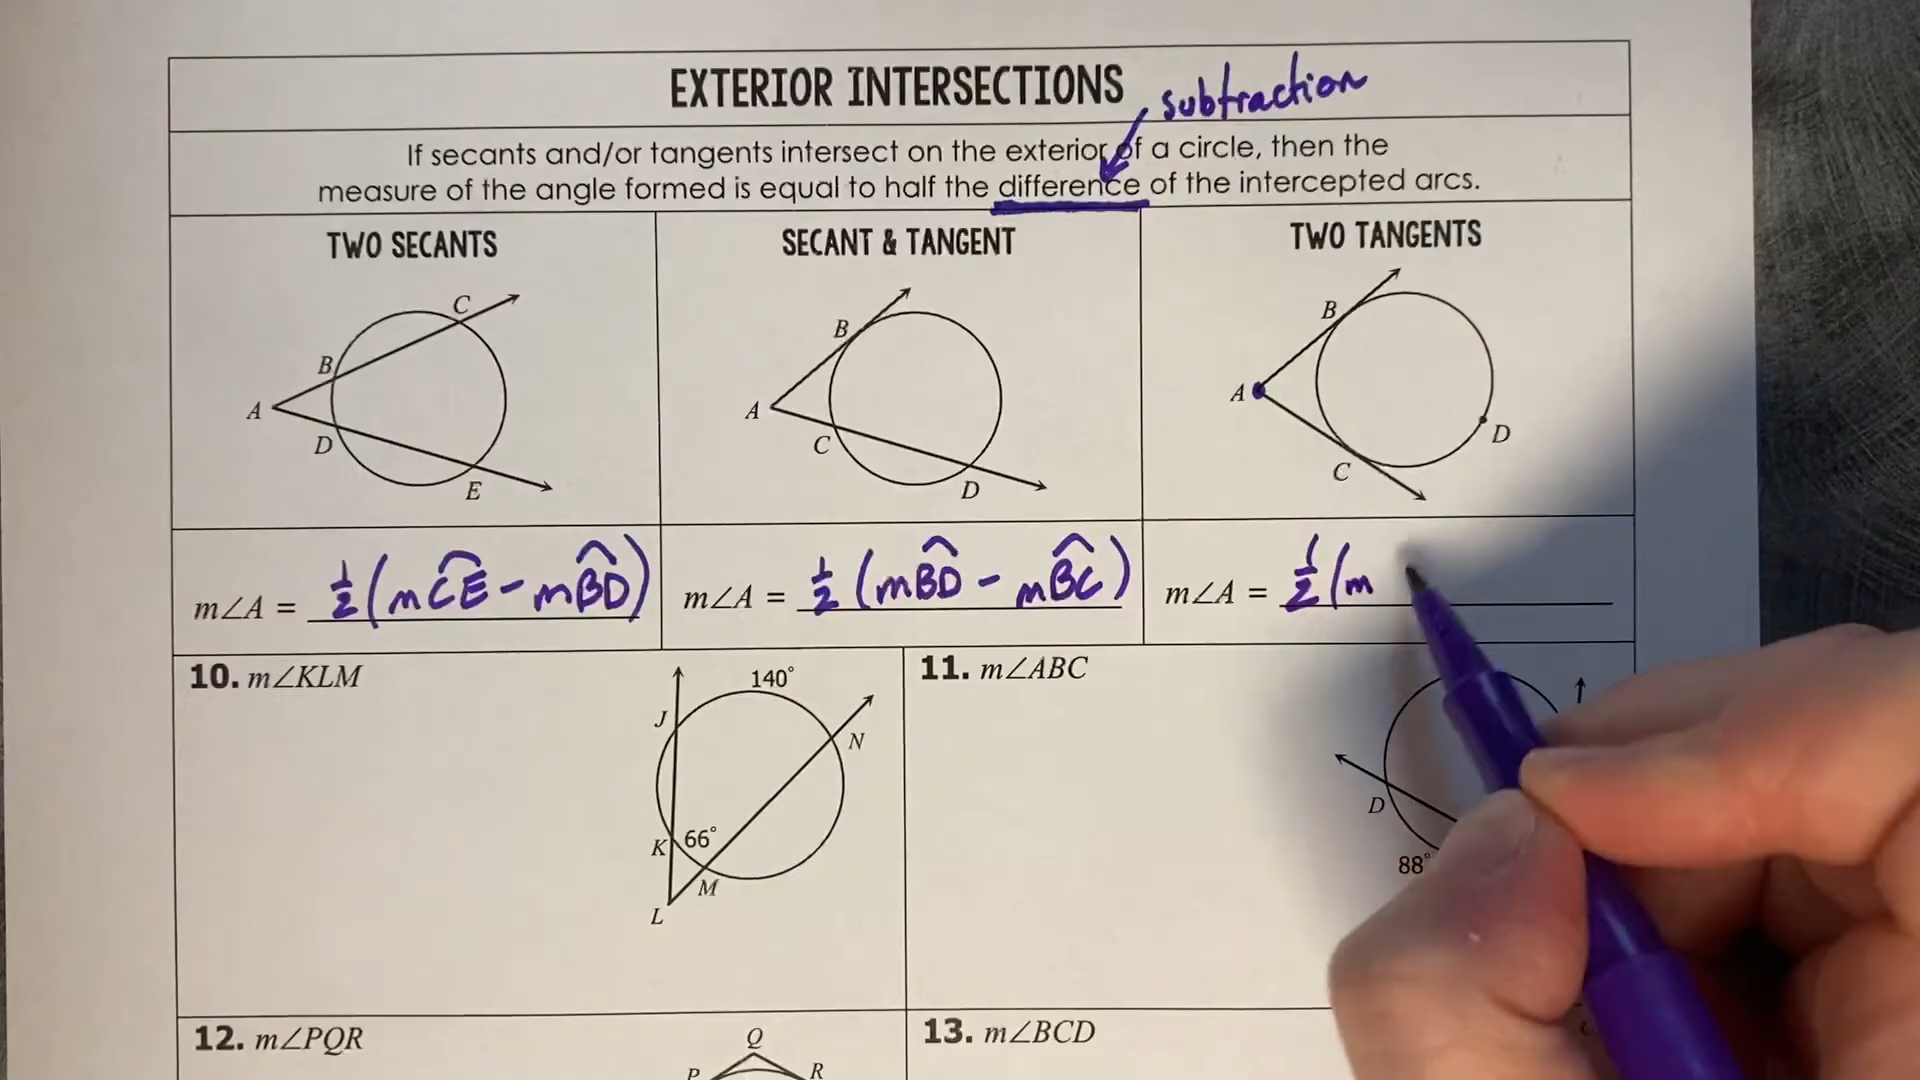 EXTERIOR INTERSECTIONS
subtraction
If secants and/or tangents intersect on the exterior of a circle, then the
measure of the angle formed is equal to half the difference of the intercepted arcs.
TWO SECANTS
SECANT & TANGENT
TWO TANGENTS
C
B
A
D
E
B
A
C
D
B
A
D
C
m∠A = ½(mCE - mBD)
m∠A = ½(mBD - mBC)
m∠A = ½(m
10. m∠KLM
140°
J
N
K
66°
M
L
11. m∠ABC
D
88°
12. m∠PQR
Q
P
R
13. m∠BCD